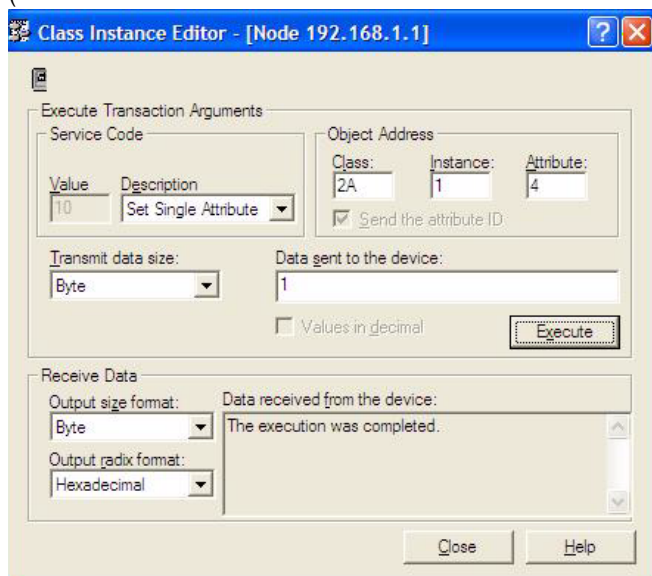 (
Class Instance Editor - [Node 192.168.1.1]
Execute Transaction Arguments
Service Code
Object Address
Value Description
10 Set Single Attribute
Class: Instance: Attribute:
2A 1 4
Send the attribute ID
Transmit data size: Data sent to the device:
Byte 1
Values in decimal Execute
Receive Data
Output size format: Data received from the device:
Byte The execution was completed.
Output radix format:
Hexadecimal
Close Help